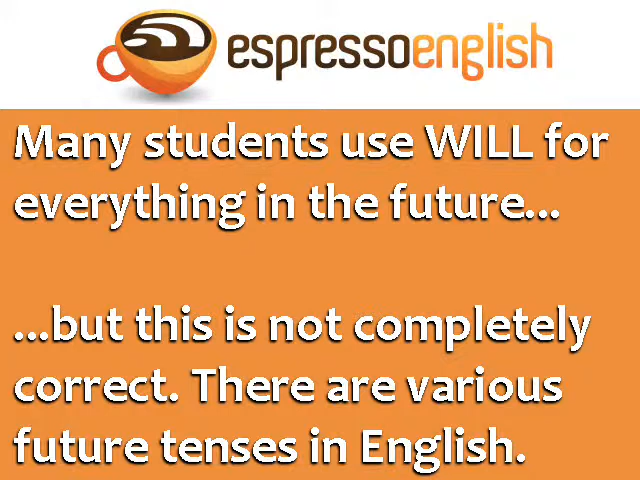 espressoenglish
Many students use WILL for
everything in the future...
...but this is not completely
correct. There are various
future tenses in English.